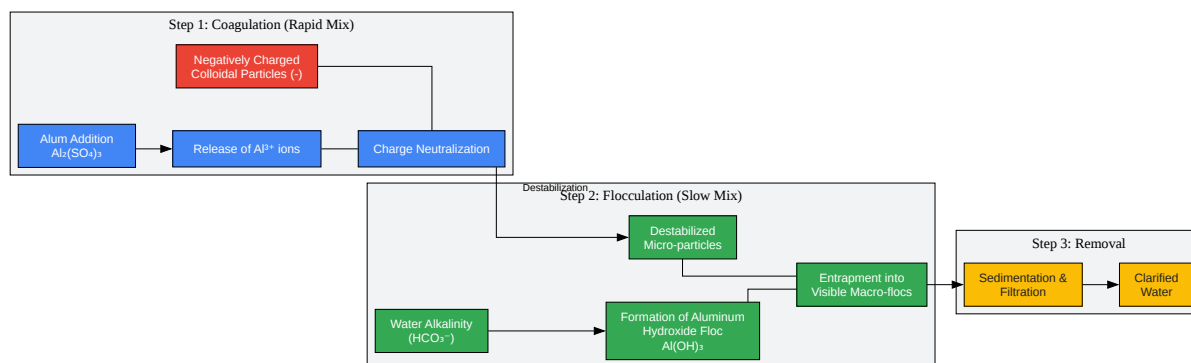 Step 1: Coagulation (Rapid Mix)
Negatively Charged
Colloidal Particles (-)
Alum Addition
Al₂(SO₄)₃
Release of Al³⁺ ions
Charge Neutralization
Destabilization
Step 2: Flocculation (Slow Mix)
Destabilized
Micro-particles
Entrapment into
Visible Macro-flocs
Water Alkalinity
(HCO₃⁻)
Formation of Aluminum
Hydroxide Floc
Al(OH)₃
Step 3: Removal
Sedimentation &
Filtration
Clarified
Water